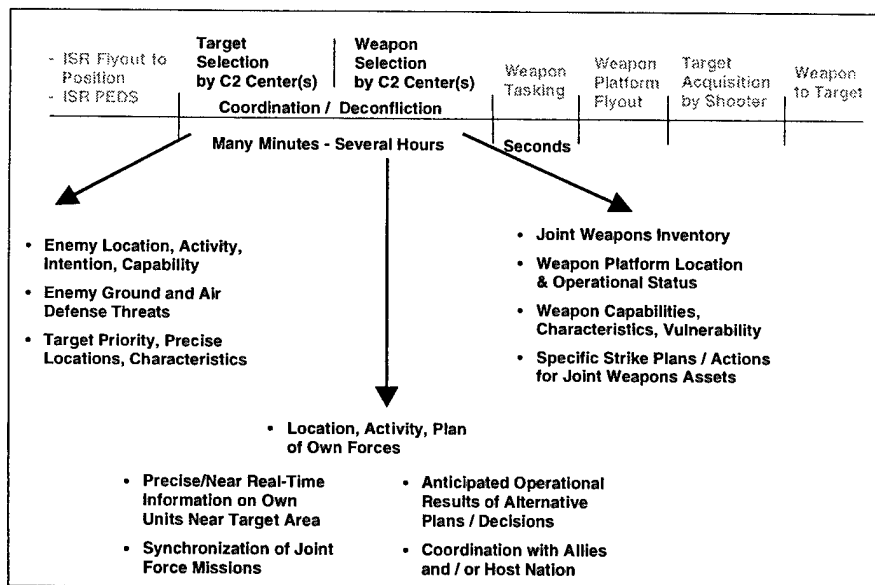 - ISR Flyout to
Position
- ISR PEDS
Target
Selection
by C2 Center(s)
Weapon
Selection
by C2 Center(s)
Coordination / Deconfliction
Weapon
Tasking
Weapon
Platform
Flyout
Target
Acquisition
by Shooter
Weapon
to Target
Many Minutes - Several Hours
Seconds
• Enemy Location, Activity,
Intention, Capability
• Enemy Ground and Air
Defense Threats
• Target Priority, Precise
Locations, Characteristics
• Joint Weapons Inventory
• Weapon Platform Location
& Operational Status
• Weapon Capabilities,
Characteristics, Vulnerability
• Specific Strike Plans / Actions
for Joint Weapons Assets
• Location, Activity, Plan
of Own Forces
• Precise/Near Real-Time
Information on Own
Units Near Target Area
• Synchronization of Joint
Force Missions
• Anticipated Operational
Results of Alternative
Plans / Decisions
• Coordination with Allies
and / or Host Nation